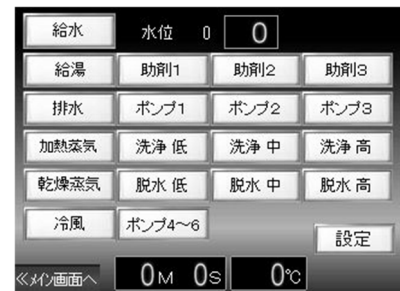 給水 水位 0 0
給湯 助剤1 助剤2 助剤3
排水 ポンプ1 ポンプ2 ポンプ3
加熱蒸気 洗浄 低 洗浄 中 洗浄 高
乾燥蒸気 脱水 低 脱水 中 脱水 高
冷風 ポンプ4~6
設定
≪メイン画面へ 0M 0S 0℃